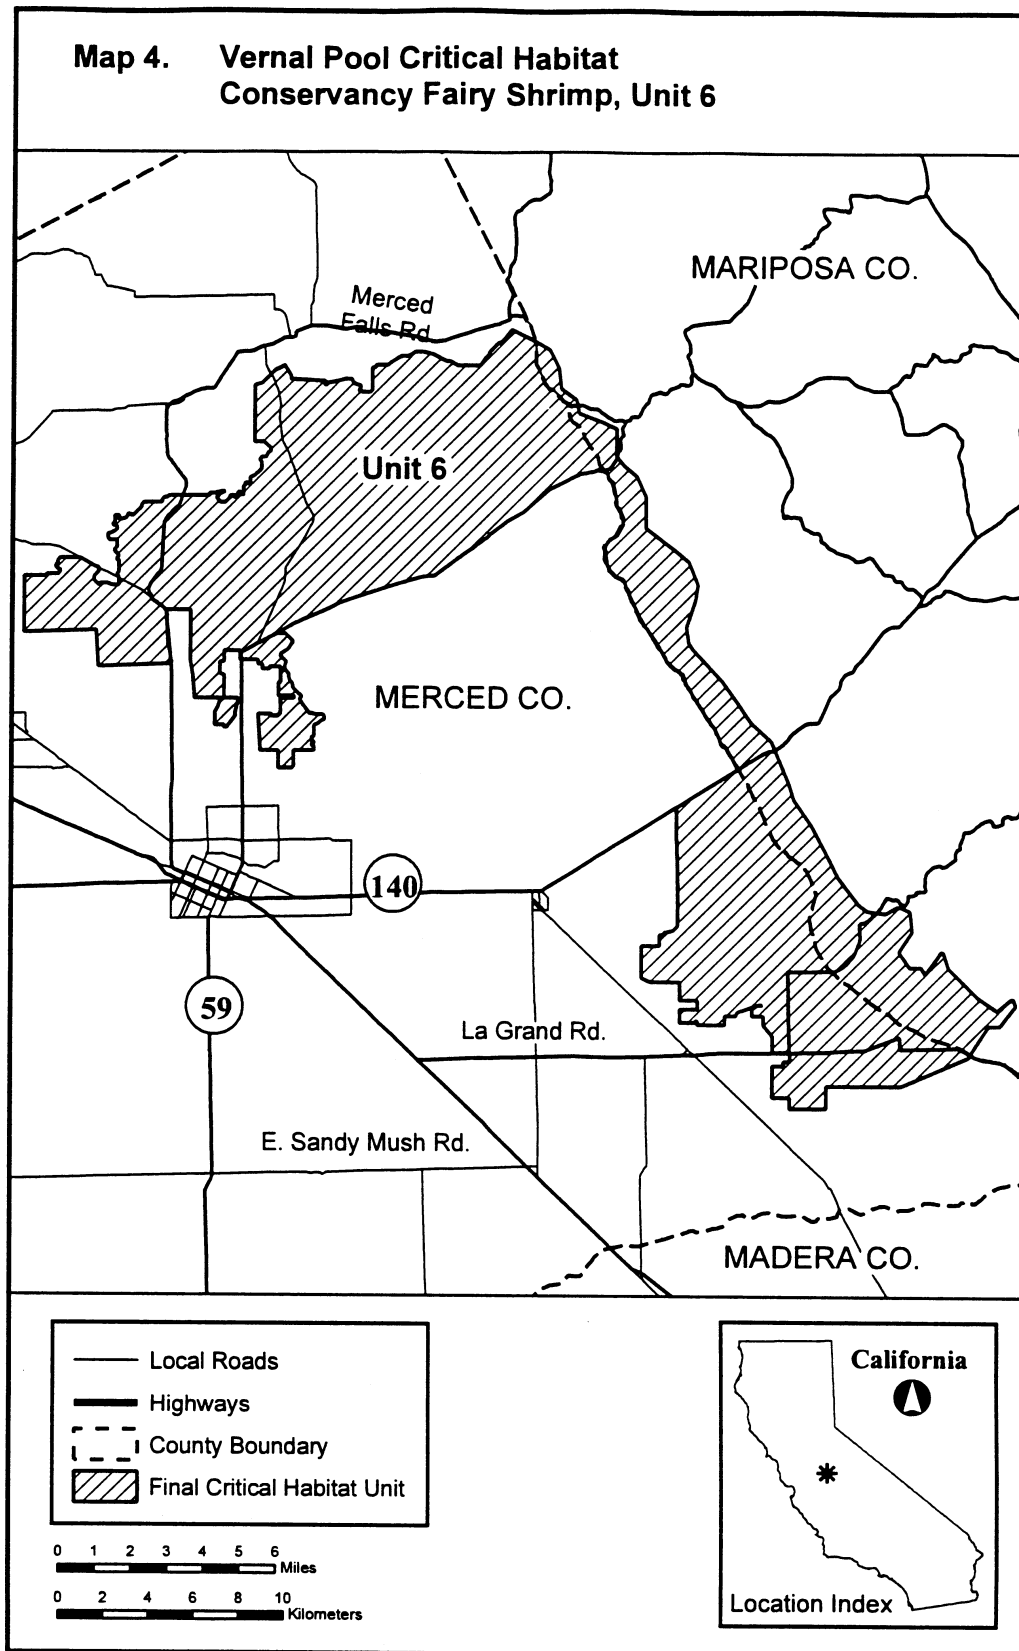 Map 4. Vernal Pool Critical Habitat
Conservancy Fairy Shrimp, Unit 6
MARIPOSA CO.
Merced
Falls Rd
Unit 6
MERCED CO.
140
59
La Grand Rd.
E. Sandy Mush Rd.
MADERA CO.
Local Roads
Highways
County Boundary
Final Critical Habitat Unit
0 1 2 3 4 5 6
Miles
0 2 4 6 8 10
Kilometers
California
Location Index